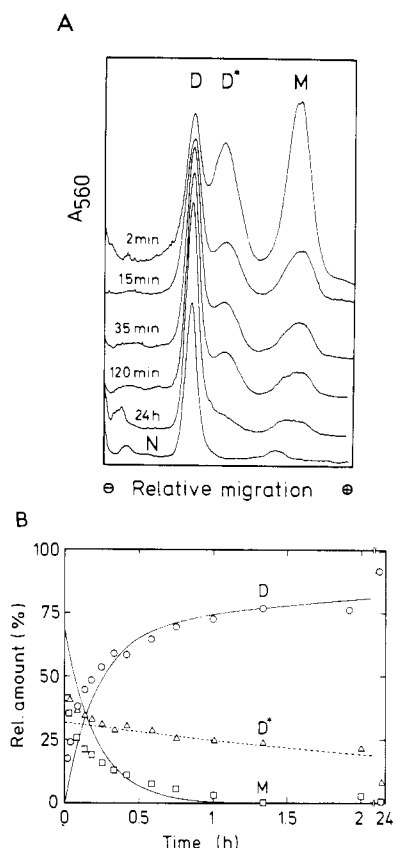 A
D D* M
A560
2min
15min
35min
120min
24h
N
⊖ Relative migration ⊕
B
100
75
50
25
0
Rel. amount (%)
D
D*
M
0 0.5 1 1.5 2 24
Time (h)